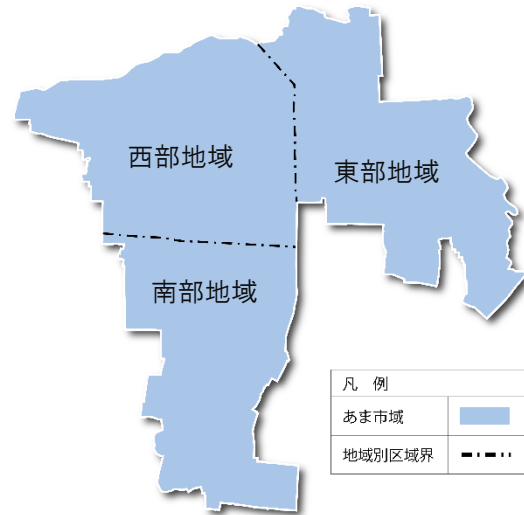 西部地域
東部地域
南部地域
凡 例
あま市域
地域別区域界